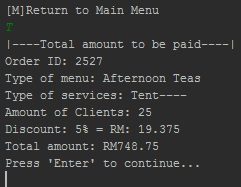 [M]Return to Main Menu
T
|----Total amount to be paid----|
Order ID: 2527
Type of menu: Afternoon Teas
Type of services: Tent----
Amount of Clients: 25
Discount: 5% = RM: 19.375
Total amount: RM748.75
Press 'Enter' to continue...